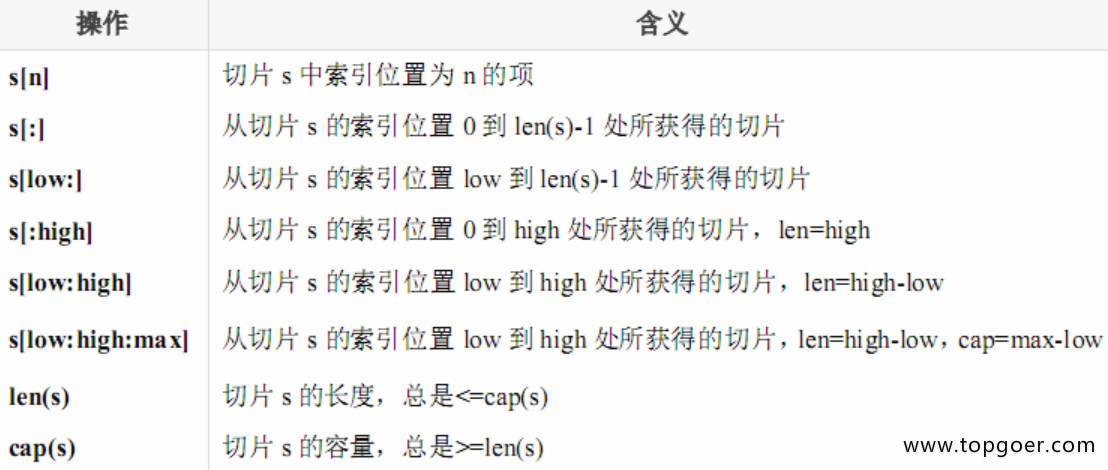 操作 含义
s[n] 切片 s 中索引位置为 n 的项
s[:] 从切片 s 的索引位置 0 到 len(s)-1 处所获得的切片
s[low:] 从切片 s 的索引位置 low 到 len(s)-1 处所获得的切片
s[:high] 从切片 s 的索引位置 0 到 high 处所获得的切片，len=high
s[low:high] 从切片 s 的索引位置 low 到 high 处所获得的切片，len=high-low
s[low:high:max] 从切片 s 的索引位置 low 到 high 处所获得的切片，len=high-low，cap=max-low
len(s) 切片 s 的长度，总是<=cap(s)
cap(s) 切片 s 的容量，总是>=len(s)
www.topgoer.com